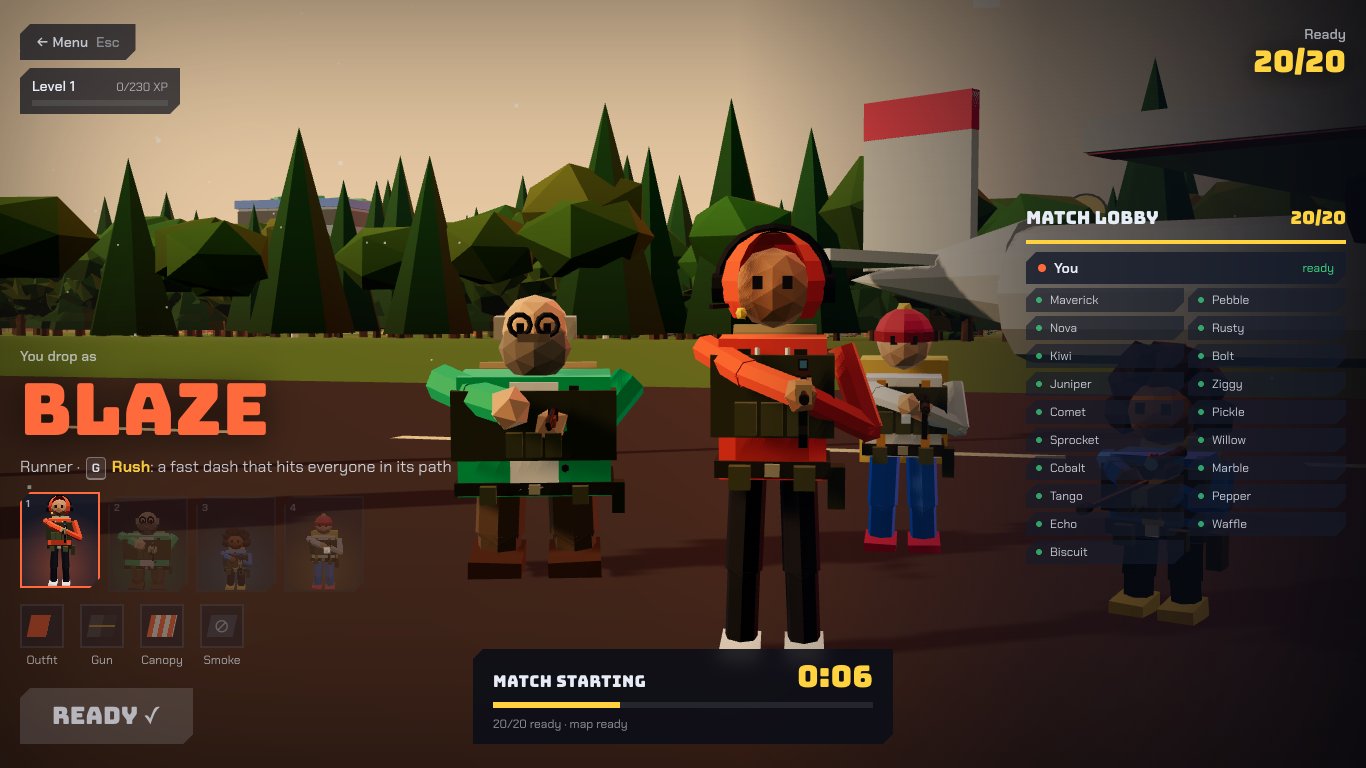 ← Menu Esc
Level 1 0/230 XP
Ready
20/20
MATCH LOBBY 20/20
You ready
Maverick Pebble
Nova Rusty
Kiwi Bolt
Juniper Ziggy
Comet Pickle
Sprocket Willow
Cobalt Marble
Tango Pepper
Echo Waffle
Biscuit
You drop as
BLAZE
Runner · G Rush: a fast dash that hits everyone in its path
1 2 3 4
Outfit Gun Canopy Smoke
READY ✓
MATCH STARTING 0:06
20/20 ready · map ready